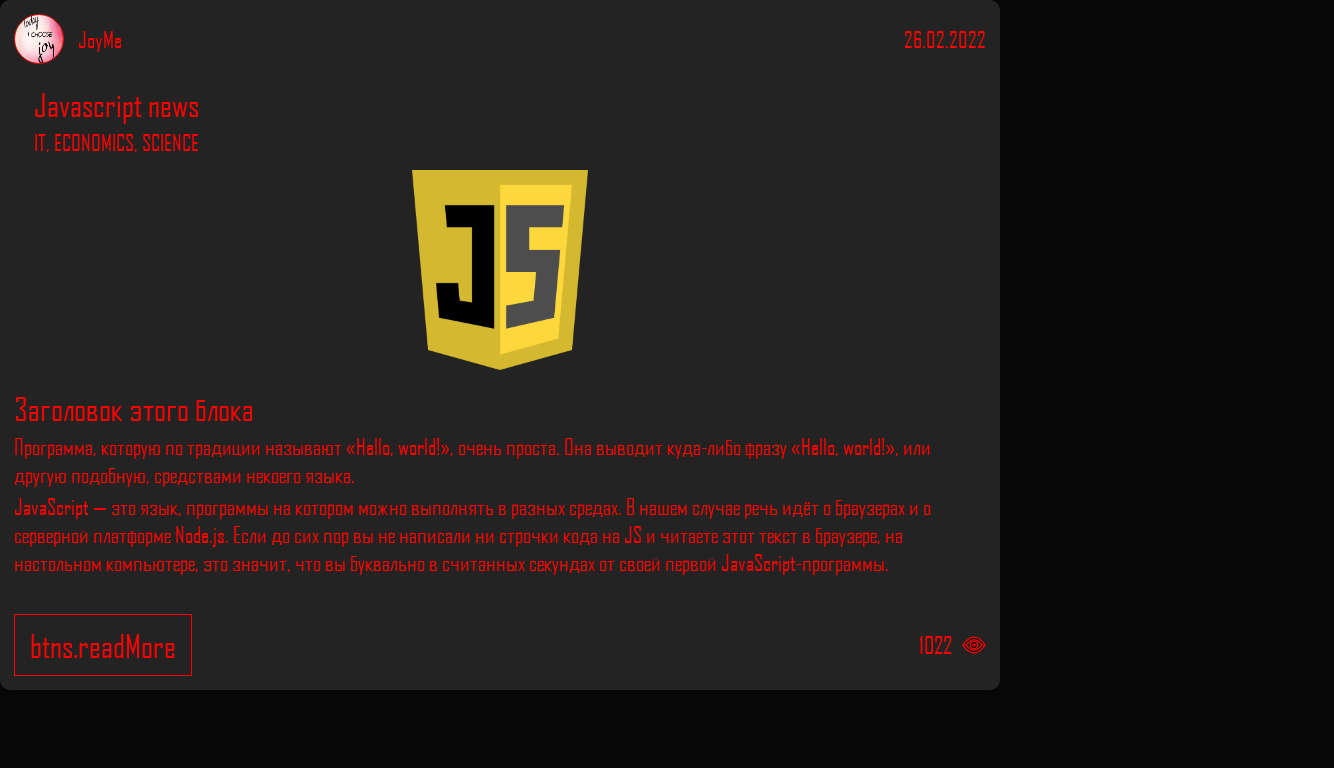 today
I CHOOSE
joy
JoyMe
26.02.2022
Javascript news
IT, ECONOMICS, SCIENCE
JS
Заголовок этого блока
Программа, которую по традиции называют «Hello, world!», очень проста. Она выводит куда-либо фразу «Hello, world!», или
другую подобную, средствами некоего языка.
JavaScript — это язык, программы на котором можно выполнять в разных средах. В нашем случае речь идёт о браузерах и о
серверной платформе Node.js. Если до сих пор вы не написали ни строчки кода на JS и читаете этот текст в браузере, на
настольном компьютере, это значит, что вы буквально в считанных секундах от своей первой JavaScript-программы.
btns.readMore
1022